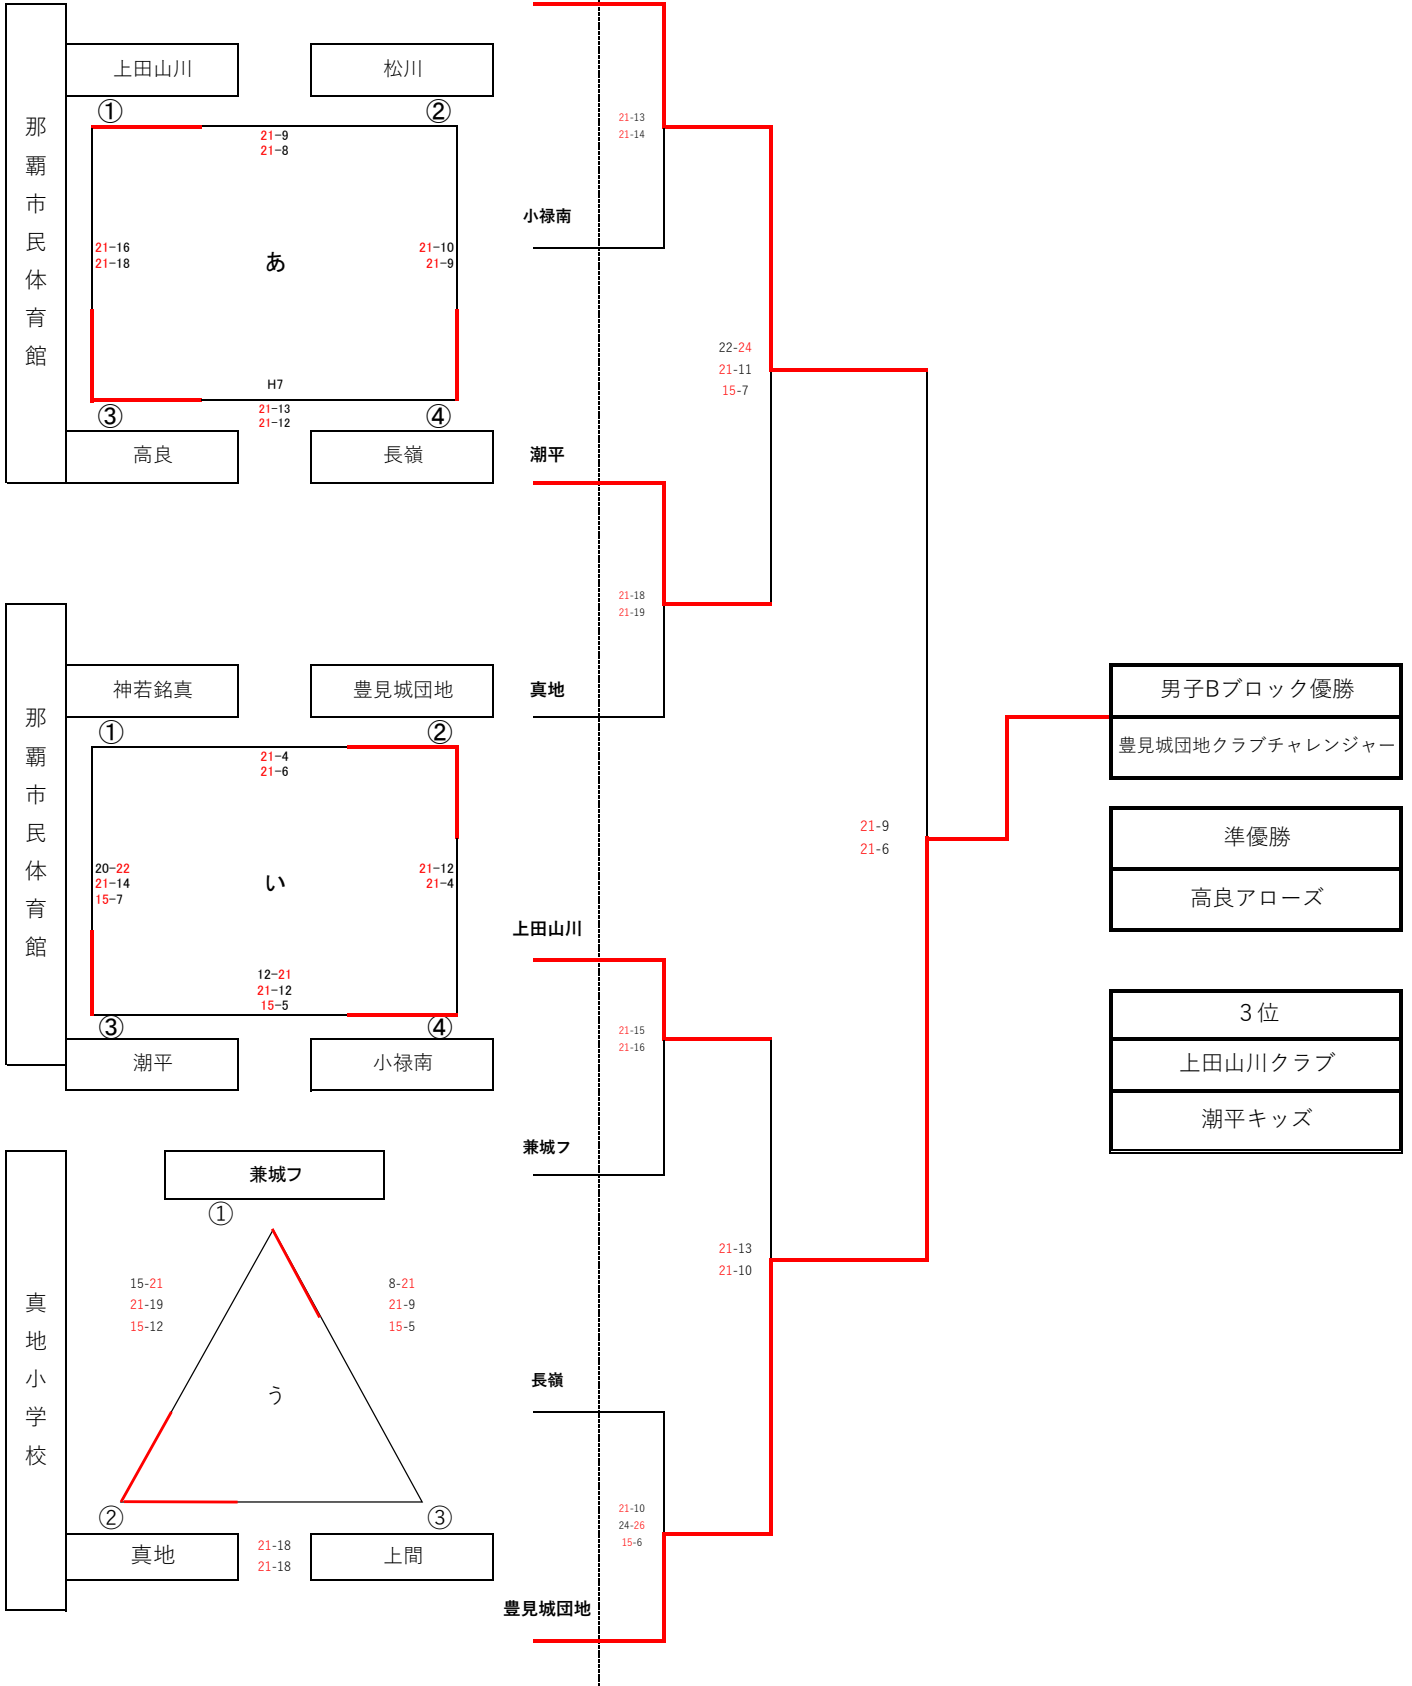 那覇市民体育館
上田山川
松川
①
②
21-9
21-8
21-16
21-18
あ
21-10
21-9
H7
③
21-13
21-12
④
高良
長嶺
那覇市民体育館
神若銘真
豊見城団地
①
②
21-4
21-6
20-22
21-14
15-7
い
21-12
21-4
12-21
21-12
15-5
③
④
潮平
小禄南
真地小学校
兼城フ
①
15-21
21-19
15-12
8-21
21-9
15-5
う
②
③
真地
21-18
21-18
上間
21-13
21-14
小禄南
潮平
21-18
21-19
真地
22-24
21-11
15-7
上田山川
21-15
21-16
兼城フ
長嶺
21-10
24-26
15-6
豊見城団地
21-13
21-10
21-9
21-6
男子Bブロック優勝
豊見城団地クラブチャレンジャー
準優勝
高良アローズ
３位
上田山川クラブ
潮平キッズ